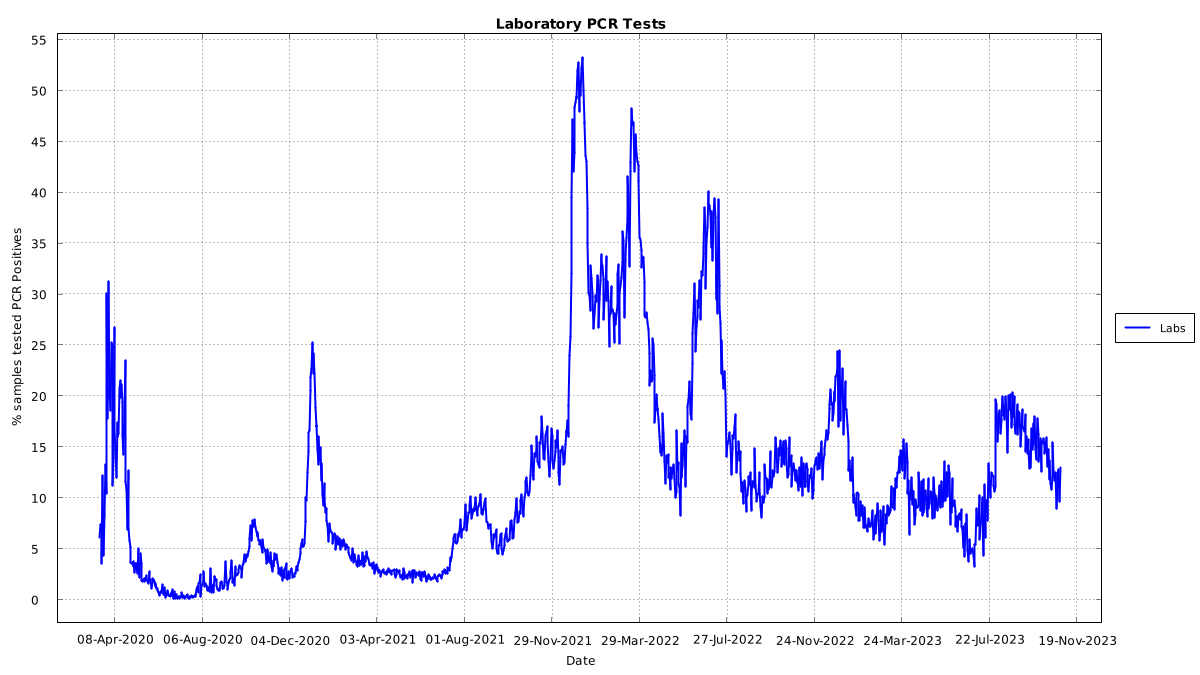 Laboratory PCR Tests
% samples tested PCR Positives
55
50
45
40
35
30
25
20
15
10
5
0
08-Apr-2020 06-Aug-2020 04-Dec-2020 03-Apr-2021 01-Aug-2021 29-Nov-2021 29-Mar-2022 27-Jul-2022 24-Nov-2022 24-Mar-2023 22-Jul-2023 19-Nov-2023
Date
Labs